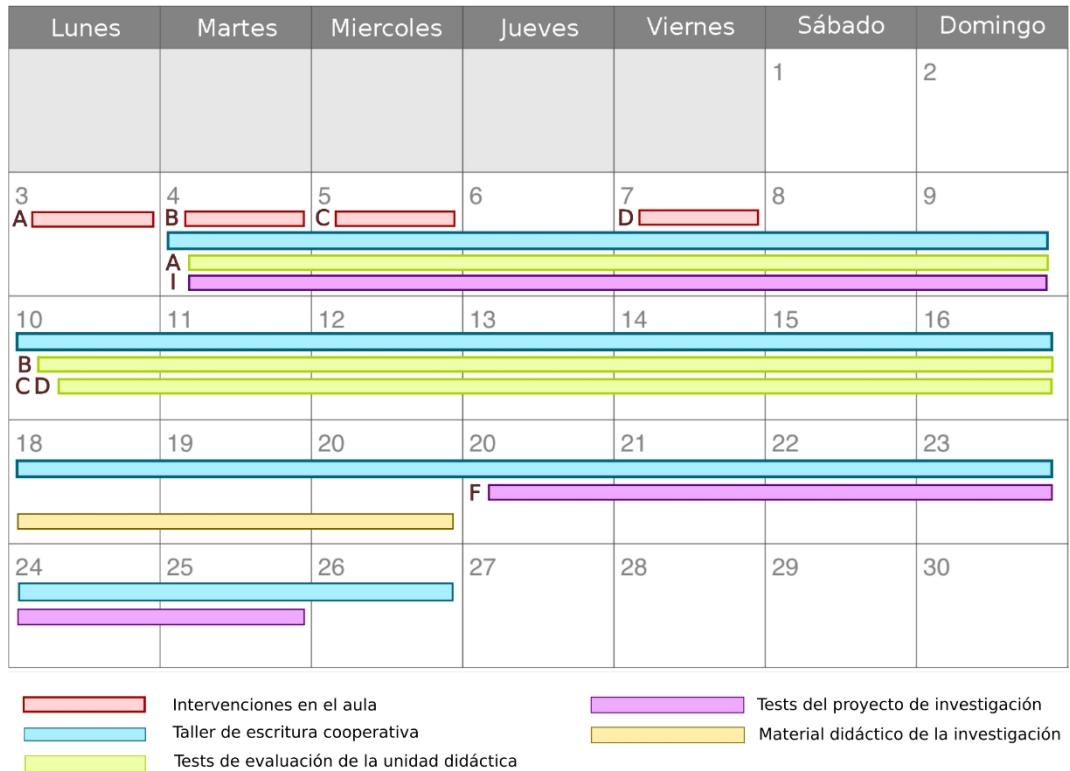 Lunes Martes Miercoles Jueves Viernes Sábado Domingo
1 2
3 4 5 6 7 8 9
A B C D
A
I
10 11 12 13 14 15 16
B
C D
18 19 20 20 21 22 23
F
24 25 26 27 28 29 30
Intervenciones en el aula
Taller de escritura cooperativa
Tests de evaluación de la unidad didáctica
Tests del proyecto de investigación
Material didáctico de la investigación